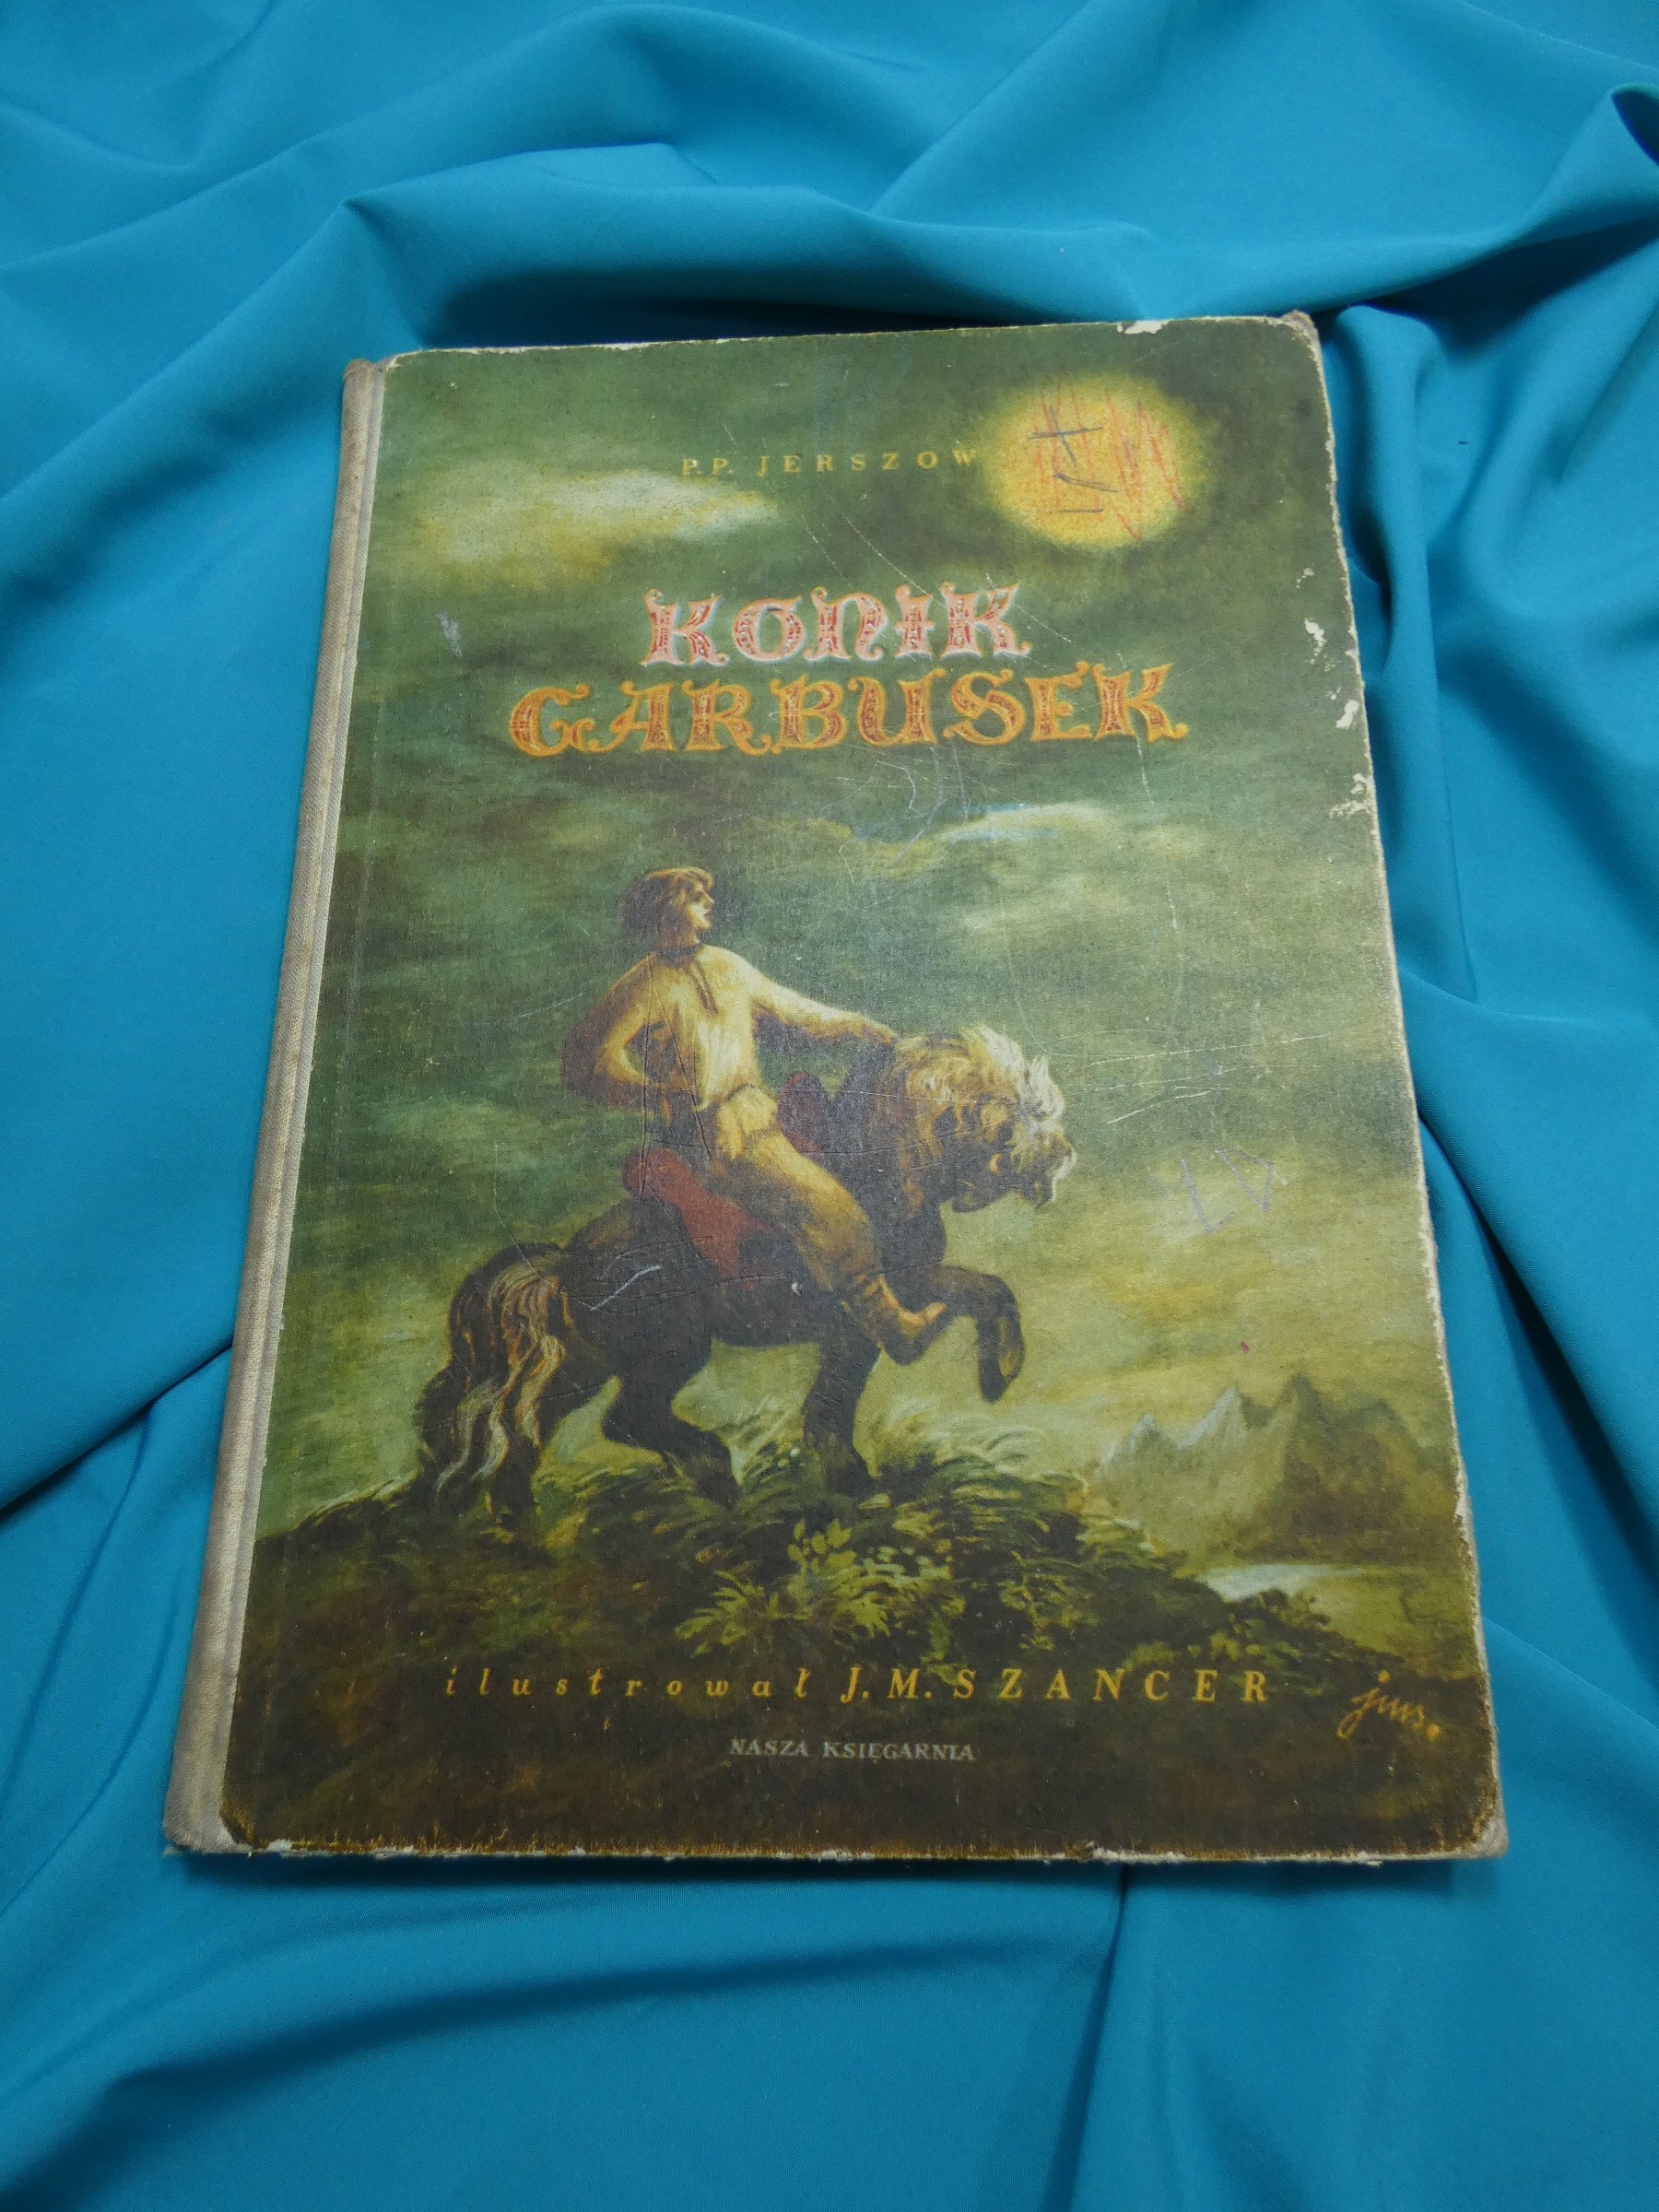 P.P. JERSZOW
KONIK
GARBUSEK
ilustrował J. M. SZANCER
jms.
NASZA KSIĘGARNIA